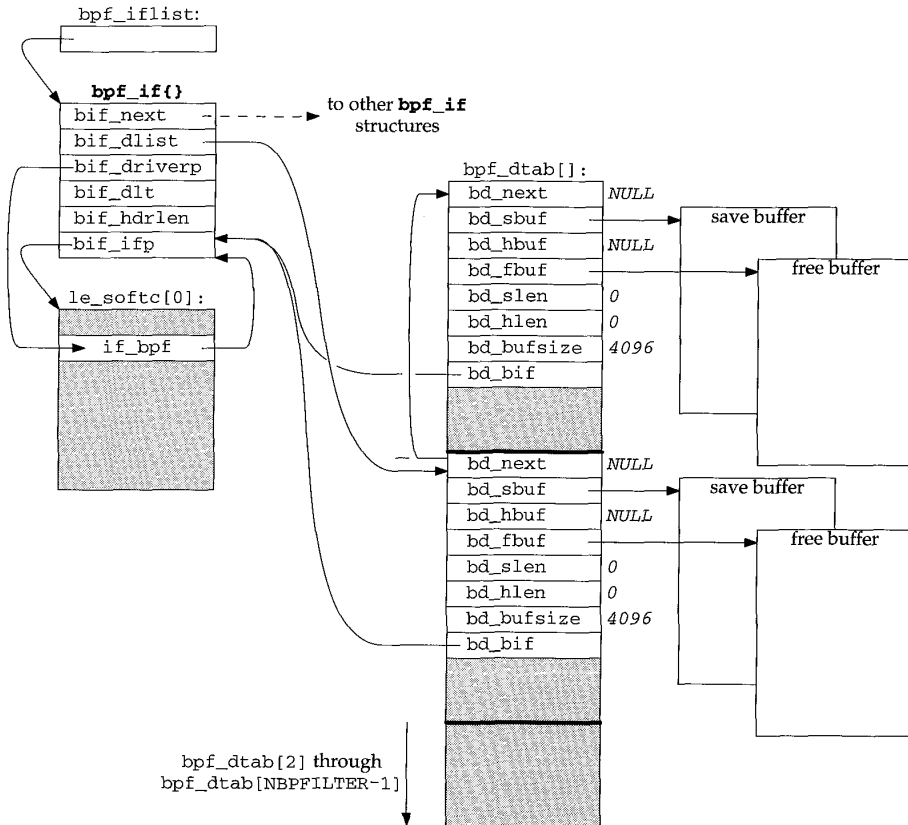 bpf_iflist:
bpf_if{}
bif_next
to other bpf_if
structures
bif_dlist
bif_driverp
bif_dlt
bif_hdrlen
bif_ifp
le_softc[0]:
if_bpf
bpf_dtab[]:
bd_next NULL
bd_sbuf save buffer
bd_hbuf NULL
bd_fbuf free buffer
bd_slen 0
bd_hlen 0
bd_bufsize 4096
bd_bif
bd_next NULL
bd_sbuf save buffer
bd_hbuf NULL
bd_fbuf free buffer
bd_slen 0
bd_hlen 0
bd_bufsize 4096
bd_bif
bpf_dtab[2] through
bpf_dtab[NBPFILTER-1]